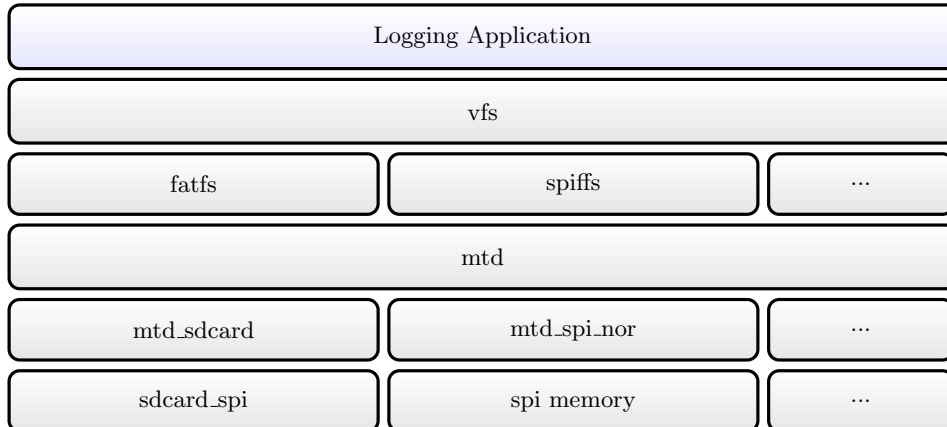 Logging Application
vfs
fatfs spiffs ...
mtd
mtd_sdcard mtd_spi_nor ...
sdcard_spi spi memory ...